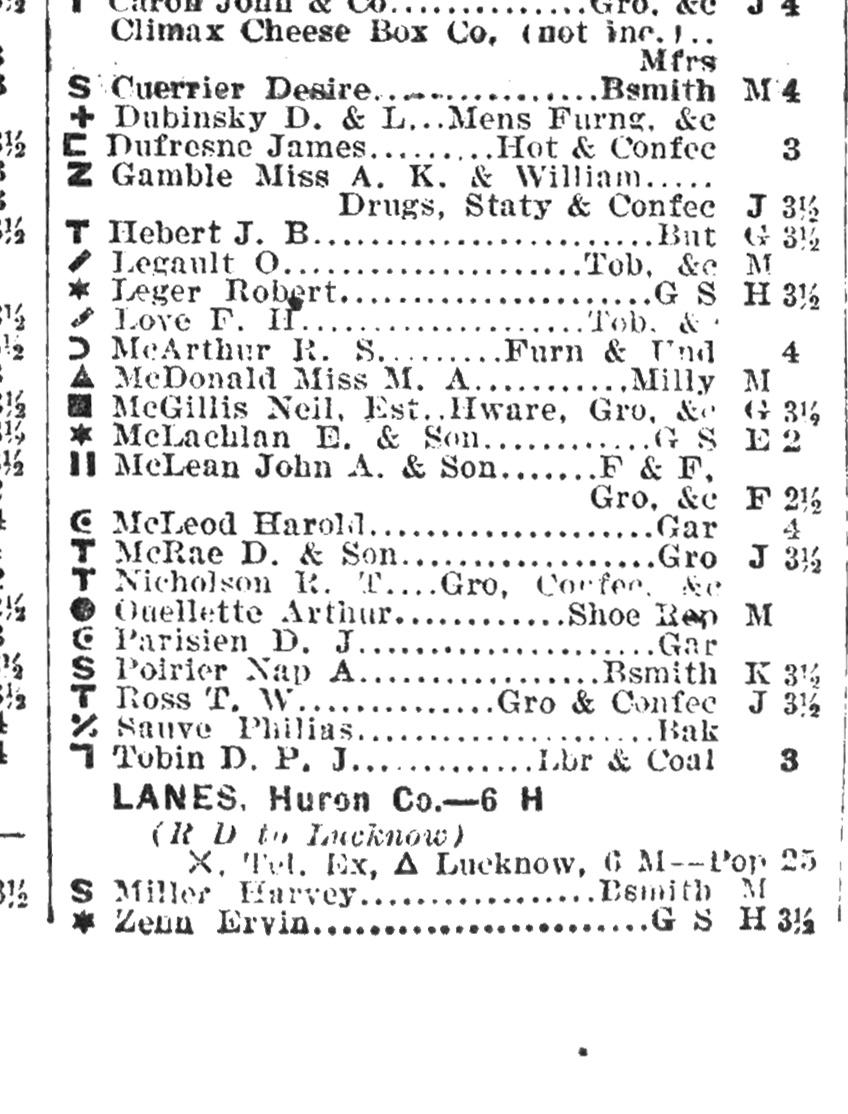 T Caron John & Co...............Gro, &c J 4
Climax Cheese Box Co, (not inc.)..
Mfrs
S Cuerrier Desire..................Bsmith M 4
+ Dubinsky D. & L...Mens Furng, &c
⊏ Dufresne James.........Hot & Confec 3
Z Gamble Miss A. K. & William.....
Drugs, Staty & Confec J 3½
T Hebert J. B........................But G 3½
Legault O......................Tob, &c M
* Leger Robert......................G S H 3½
Love F. H....................Tob. &
Ɔ McArthur R. S.........Furn & Und 4
▲ McDonald Miss M. A...........Milly M
■ McGillis Neil, Est..Hware, Gro, &c G 3½
* McLachlan E. & Son............G S E 2
II McLean John A. & Son.......F & F,
Gro, &c F 2½
McLeod Harold....................Gar 4
T McRae D. & Son..................Gro J 3½
T Nicholson R. T....Gro, Confec, &c
● Ouellette Arthur............Shoe Rep M
Parisien D. J.....................Gar
S Poirier Nap A.................Bsmith K 3½
T Ross T. W..............Gro & Confec J 3½
⁒ Sauve Philias.....................Bak
ㄱ Tobin D. P. J.............Lbr & Coal 3
LANES, Huron Co.—6 H
(R D to Lucknow)
✕, Tel. Ex, Δ Lucknow, 6 M--Pop 25
S Miller Harvey.................Bsmith M
* Zenn Ervin........................G S H 3½